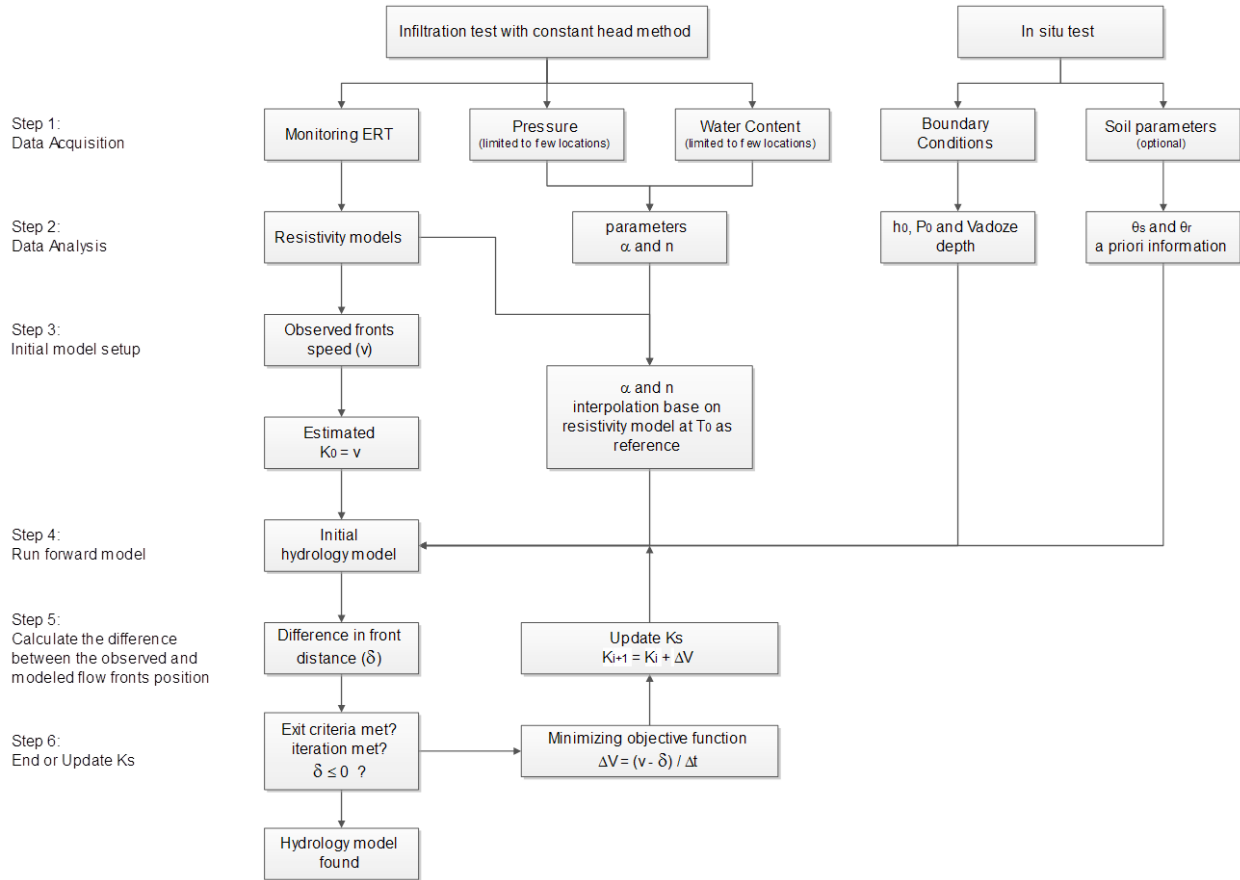 Infiltration test with constant head method
In situ test
Step 1:
Data Acquisition
Monitoring ERT
Pressure
(limited to few locations)
Water Content
(limited to few locations)
Boundary
Conditions
Soil parameters
(optional)
Step 2:
Data Analysis
Resistivity models
parameters
α and n
h0, P0 and Vadoze
depth
θs and θr
a priori information
Step 3:
Initial model setup
Observed fronts
speed (v)
α and n
interpolation base on
resistivity model at T0 as
reference
Estimated
K0 = v
Step 4:
Run forward model
Initial
hydrology model
Step 5:
Calculate the difference
between the observed and
modeled flow fronts position
Difference in front
distance (δ)
Update Ks
Ki+1 = Ki + ΔV
Step 6:
End or Update Ks
Exit criteria met?
iteration met?
δ ≤ 0 ?
Minimizing objective function
ΔV = (v - δ) / Δt
Hydrology model
found